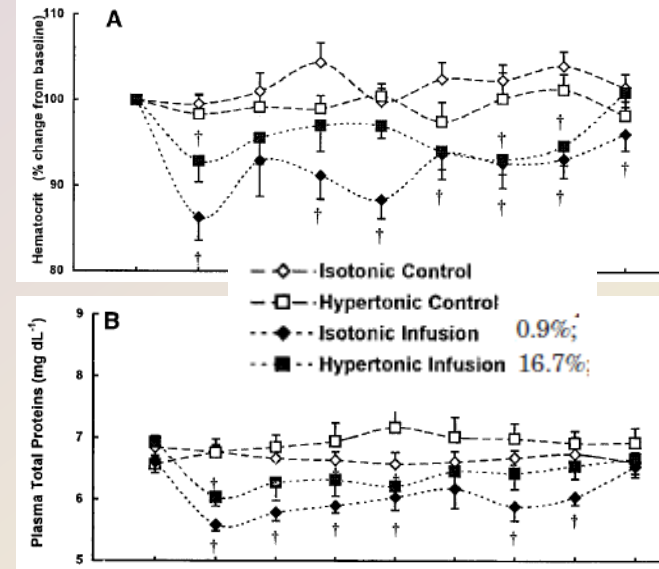 A
Hematocrit (% change from baseline)
110
100
90
80
† † † † † † † † † †
Isotonic Control
Hypertonic Control
Isotonic Infusion 0.9%;
Hypertonic Infusion 16.7%;
B
Plasma Total Proteins (mg dL⁻¹)
9
8
7
6
5
† † † † † † †